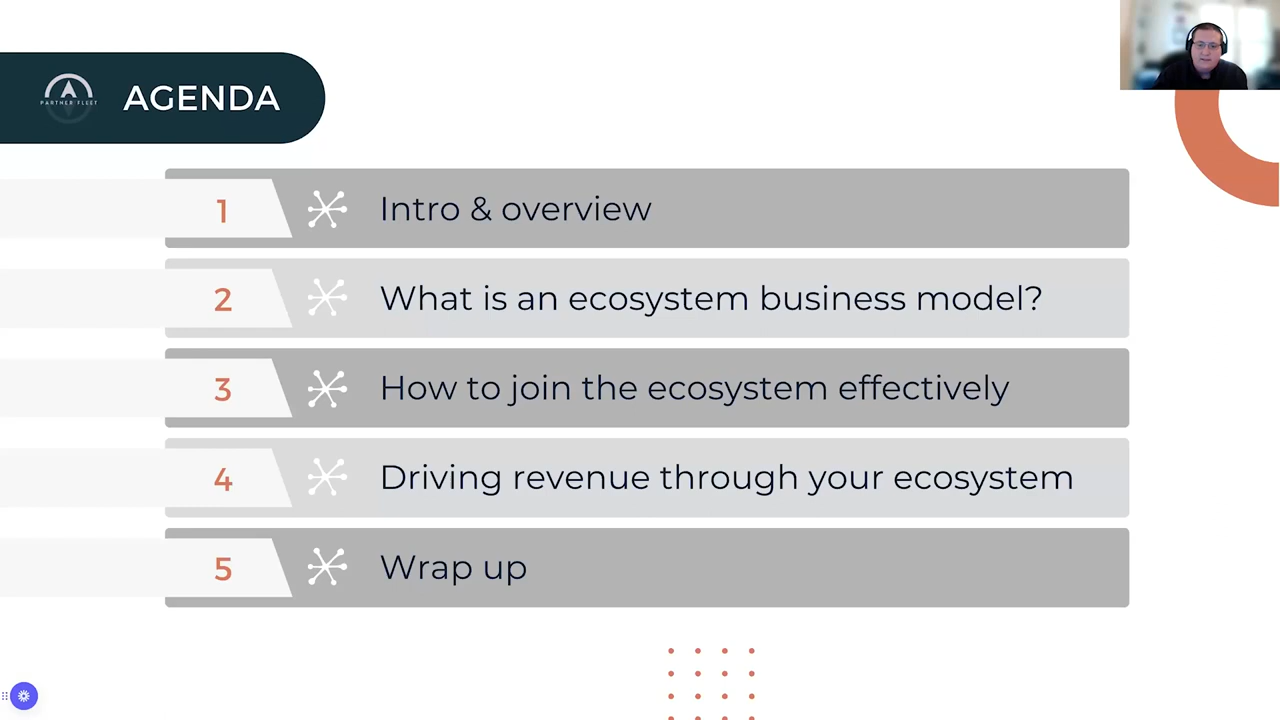 PARTNER FLEET
AGENDA
1 Intro & overview
2 What is an ecosystem business model?
3 How to join the ecosystem effectively
4 Driving revenue through your ecosystem
5 Wrap up